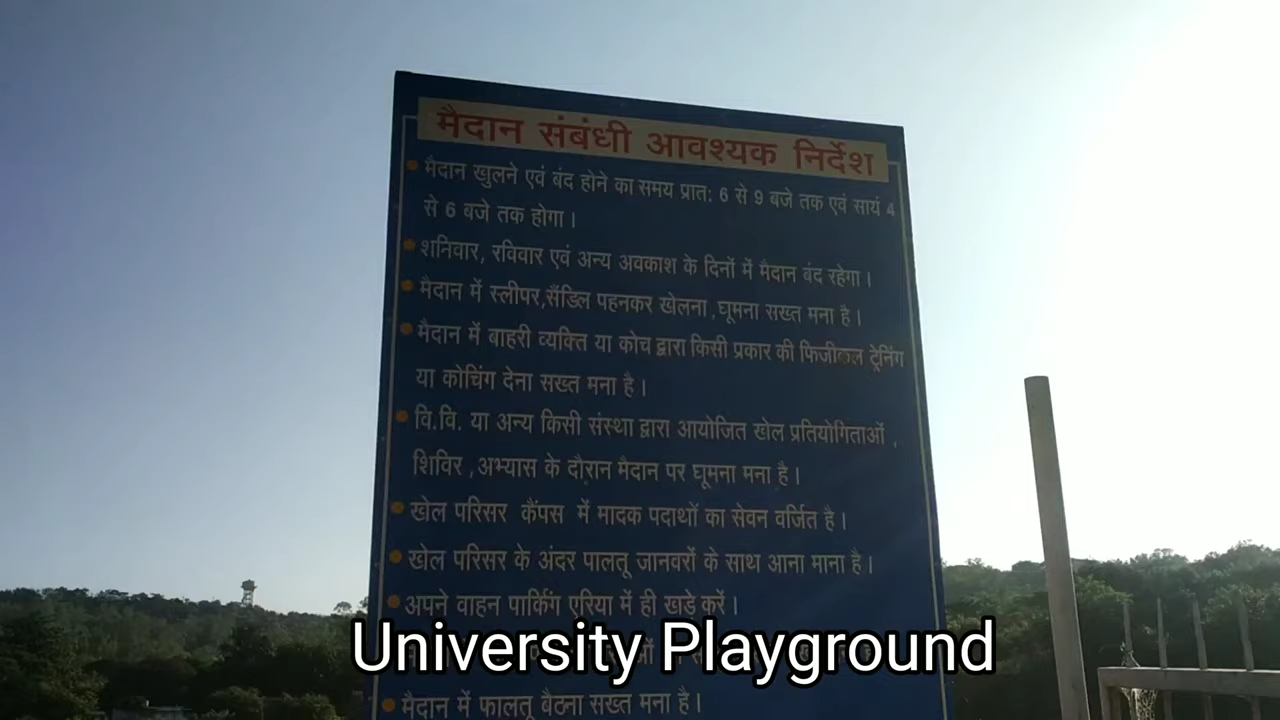 मैदान संबंधी आवश्यक निर्देश
मैदान खुलने एवं बंद होने का समय प्रात: 6 से 9 बजे तक एवं सायं 4
से 6 बजे तक होगा।
शनिवार, रविवार एवं अन्य अवकाश के दिनों में मैदान बंद रहेगा।
मैदान में स्लीपर,सैंडिल पहनकर खेलना ,घूमना सख्त मना है।
मैदान में बाहरी व्यक्ति या कोच द्वारा किसी प्रकार की फिजीकल ट्रेनिंग
या कोचिंग देना सख्त मना है।
वि.वि. या अन्य किसी संस्था द्वारा आयोजित खेल प्रतियोगिताओं ,
शिविर ,अभ्यास के दौरान मैदान पर घूमना मना है।
खेल परिसर कैंपस में मादक पदाथों का सेवन वर्जित है।
खेल परिसर के अंदर पालतू जानवरों के साथ आना माना है।
अपने वाहन पार्किंग एरिया में ही खडे करें।
University Playground
मैदान में फालतू बैठना सख्त मना है।